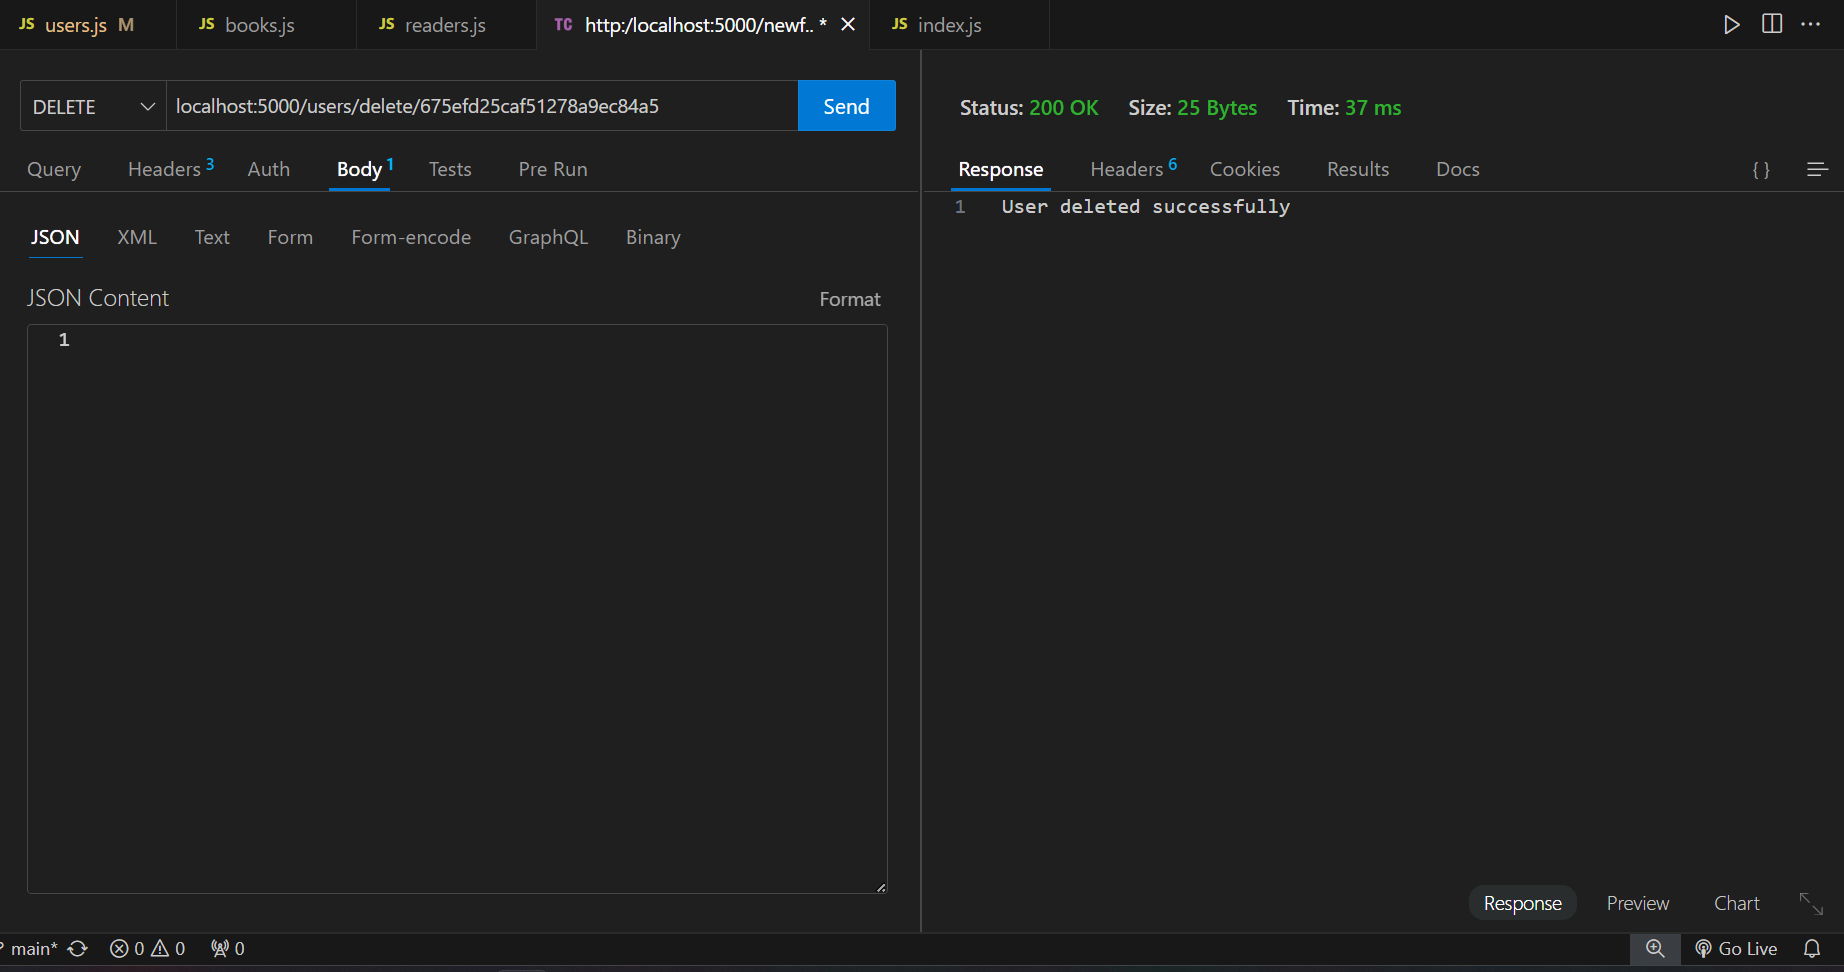 JS users.js M JS books.js JS readers.js TC http:/localhost:5000/newf.. * JS index.js
DELETE localhost:5000/users/delete/675efd25caf51278a9ec84a5 Send
Status: 200 OK Size: 25 Bytes Time: 37 ms
Query Headers 3 Auth Body 1 Tests Pre Run
Response Headers 6 Cookies Results Docs { }
1 User deleted successfully
JSON XML Text Form Form-encode GraphQL Binary
JSON Content Format
1
Response Preview Chart
main* 0 0 0 Go Live